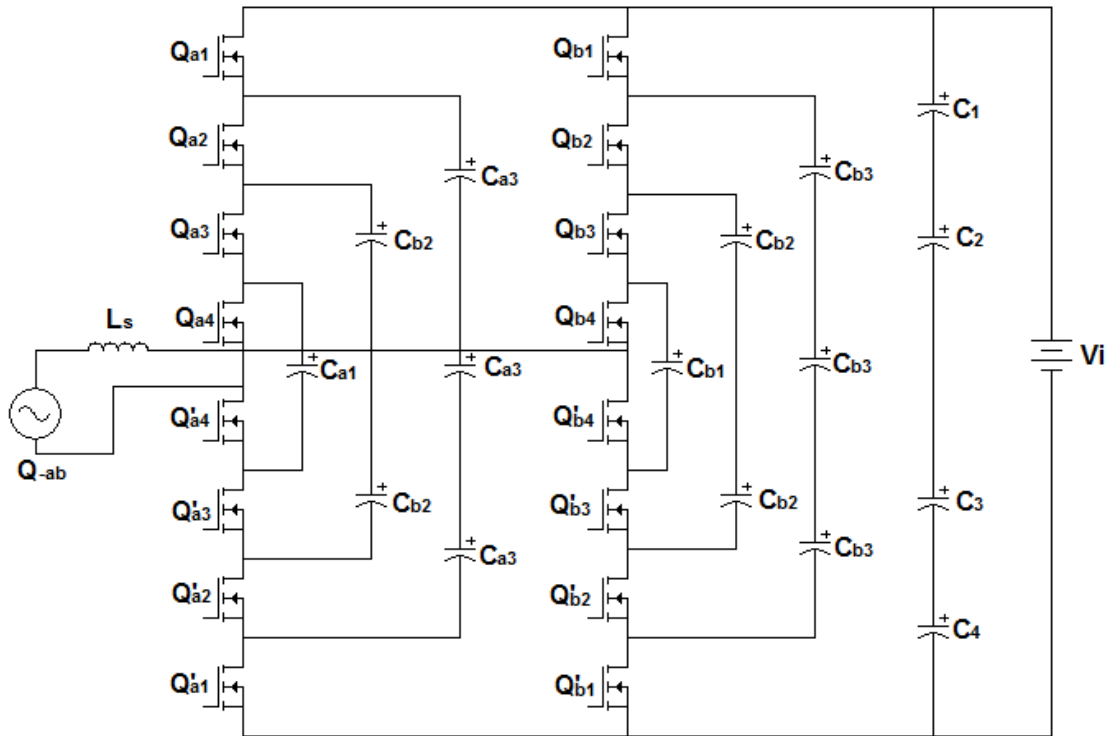 Qa1
Qb1
C1
Qa2
Qb2
Ca3
Cb3
Qa3
Cb2
Qb3
Cb2
C2
Ls
Qa4
Qb4
Ca1
Ca3
Cb1
Cb3
Vi
Q'a4
Q'b4
Q-ab
Q'a3
Cb2
Q'b3
Cb2
C3
Ca3
Cb3
Q'a2
Q'b2
C4
Q'a1
Q'b1